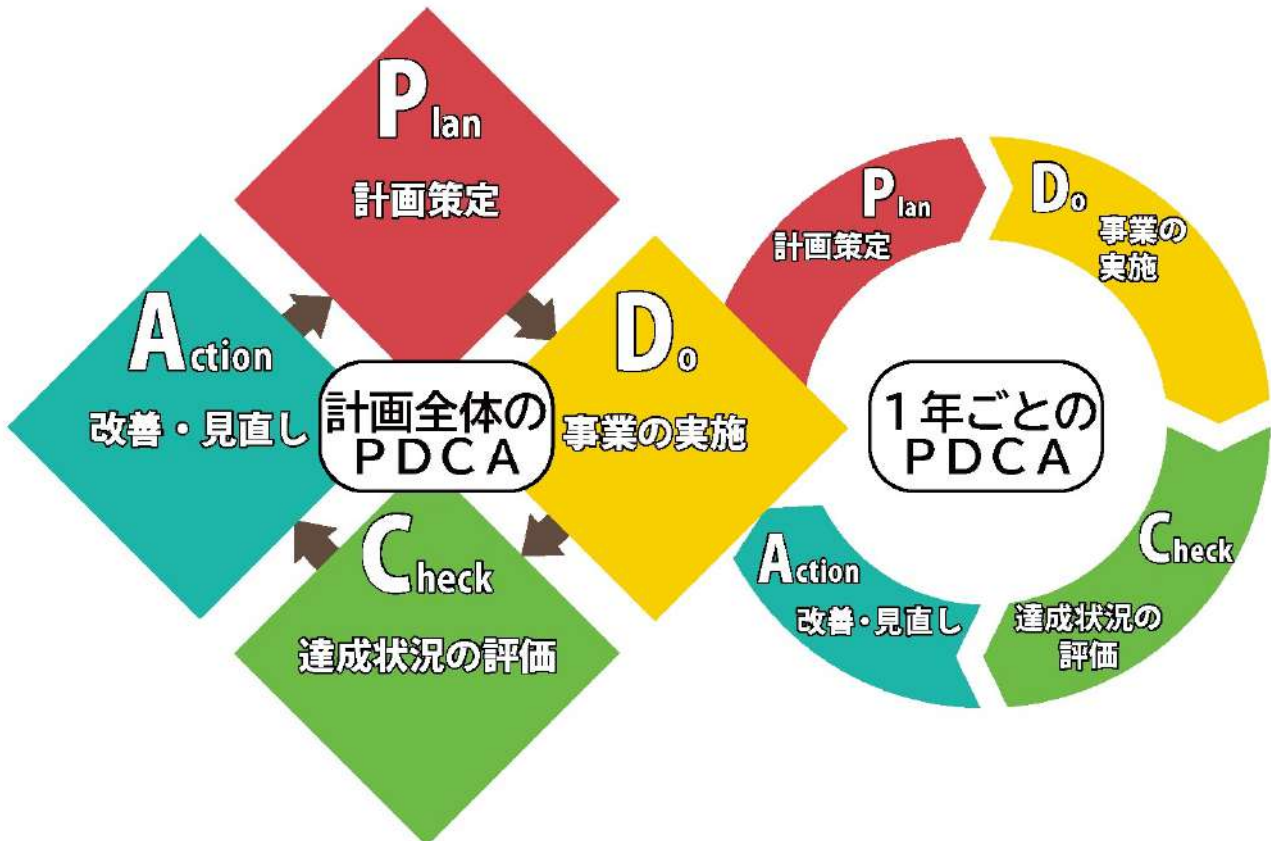 Plan
計画策定
Action
改善・見直し
計画全体の
PDCA
Do
事業の実施
Check
達成状況の評価
Plan
計画策定
Do
事業の
実施
1年ごとの
PDCA
Action
改善・見直し
Check
達成状況の
評価